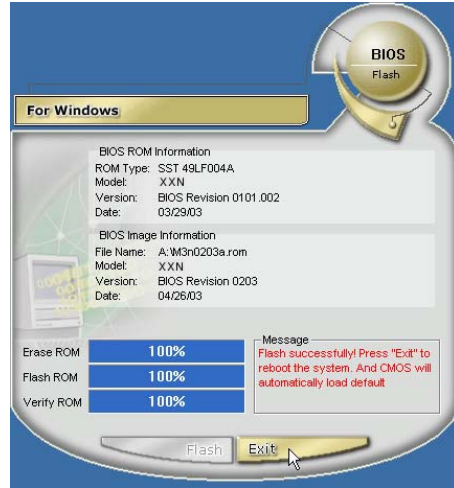 BIOS
Flash
For Windows
BIOS ROM Information
ROM Type: SST 49LF004A
Model: XXN
Version: BIOS Revision 0101.002
Date: 03/29/03
BIOS Image Information
File Name: A:\M3n0203a.rom
Model: XXN
Version: BIOS Revision 0203
Date: 04/26/03
Erase ROM 100%
Flash ROM 100%
Verify ROM 100%
Message
Flash successfully! Press "Exit" to
reboot the system. And CMOS will
automatically load default
Flash Exit